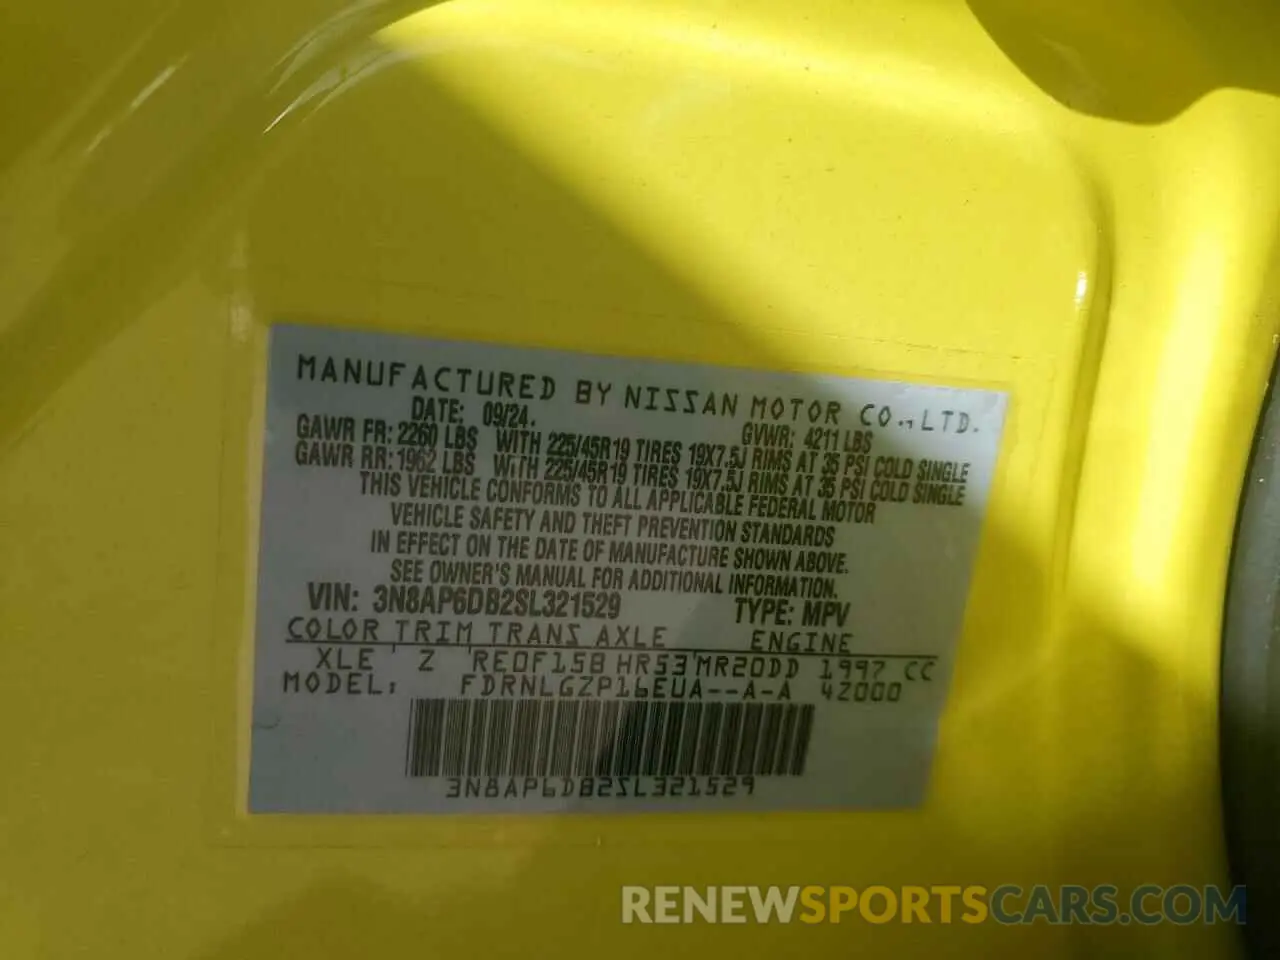 MANUFACTURED BY NISSAN MOTOR CO.,LTD.
DATE: 09/24. GVWR: 4211 LBS
GAWR FR: 2260 LBS WITH 225/45R19 TIRES 19X7.5J RIMS AT 35 PSI COLD SINGLE
GAWR RR: 1962 LBS WITH 225/45R19 TIRES 19X7.5J RIMS AT 35 PSI COLD SINGLE
THIS VEHICLE CONFORMS TO ALL APPLICABLE FEDERAL MOTOR
VEHICLE SAFETY AND THEFT PREVENTION STANDARDS
IN EFFECT ON THE DATE OF MANUFACTURE SHOWN ABOVE.
SEE OWNER'S MANUAL FOR ADDITIONAL INFORMATION.
VIN: 3N8AP6DB2SL321529 TYPE: MPV
COLOR TRIM TRANS AXLE ENGINE
XLE Z RE0F15B HR53 MR20DD 1997 CC
MODEL: FDRNLGZP16EUA--A-A 42000
3N8AP6DB2SL321529
RENEWSPORTSCARS.COM